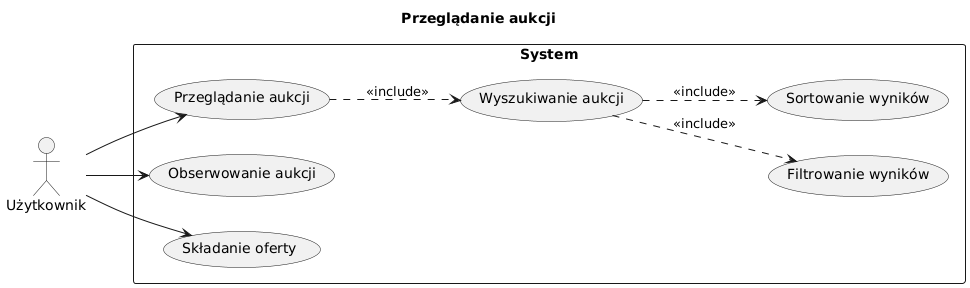 Przeglądanie aukcji
System
Przeglądanie aukcji
«include»
Wyszukiwanie aukcji
«include»
Sortowanie wyników
«include»
Filtrowanie wyników
Obserwowanie aukcji
Użytkownik
Składanie oferty